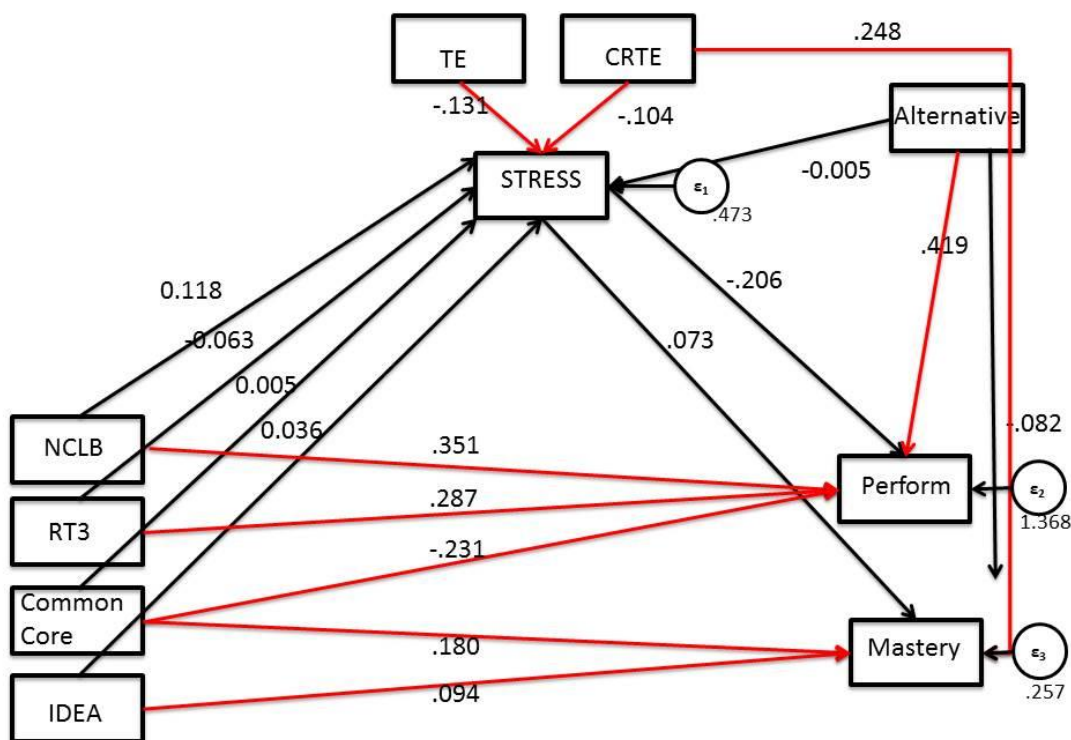 TE
CRTE
.248
-.131
-.104
Alternative
STRESS
ε₁
.473
-0.005
0.118
-0.063
0.005
0.036
-.206
.419
.073
-.082
NCLB
.351
Perform
ε₂
1.368
RT3
.287
-.231
Common
Core
.180
Mastery
ε₃
.257
IDEA
.094